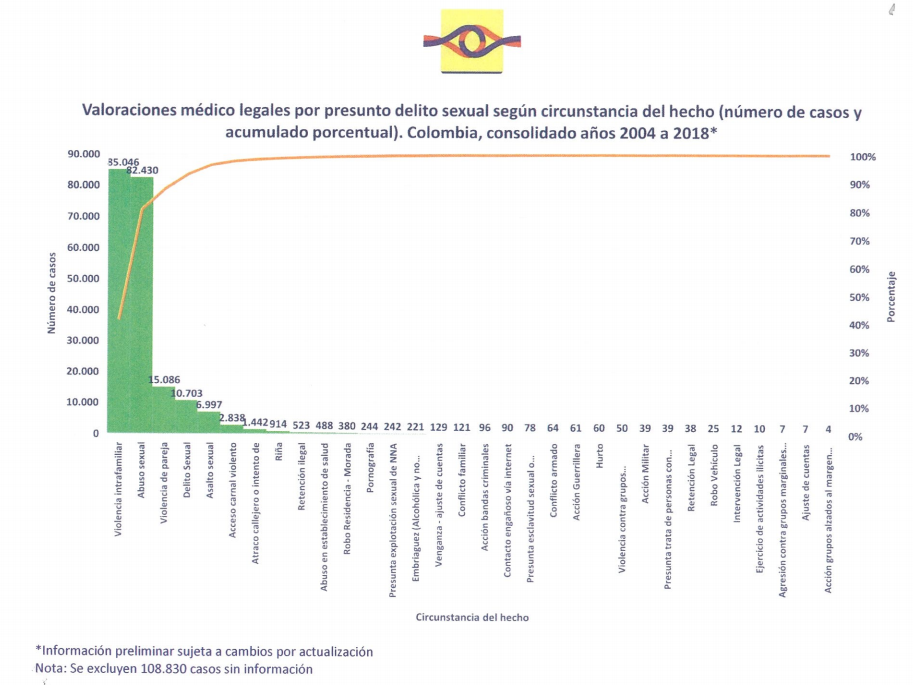 Valoraciones médico legales por presunto delito sexual según circunstancia del hecho (número de casos y
acumulado porcentual). Colombia, consolidado años 2004 a 2018*
90.000
80.000
70.000
60.000
50.000
40.000
30.000
20.000
10.000
0
Número de casos
85.046
82.430
15.086
10.703
6.997
2.838
1.442
914
523
488
380
244
242
221
129
121
96
90
78
64
61
60
50
39
39
38
25
12
10
7
7
4
100%
90%
80%
70%
60%
50%
40%
30%
20%
10%
0%
Porcentaje
Violencia intrafamiliar
Abuso sexual
Violencia de pareja
Delito Sexual
Asalto sexual
Acceso carnal violento
Atraco callejero o intento de
Riña
Retención ilegal
Abuso en establecimiento de salud
Robo Residencia - Morada
Pornografía
Presunta explotación sexual de NNA
Embriaguez (Alcohólica y no...
Venganza - ajuste de cuentas
Conflicto familiar
Acción bandas criminales
Contacto engañoso vía internet
Presunta esclavitud sexual o...
Conflicto armado
Acción Guerrillera
Hurto
Violencia contra grupos...
Acción Militar
Presunta trata de personas con...
Retención Legal
Robo Vehículo
Intervención Legal
Ejercicio de actividades ilícitas
Agresión contra grupos marginales...
Ajuste de cuentas
Acción grupos alzados al margen...
Circunstancia del hecho
*Información preliminar sujeta a cambios por actualización
Nota: Se excluyen 108.830 casos sin información